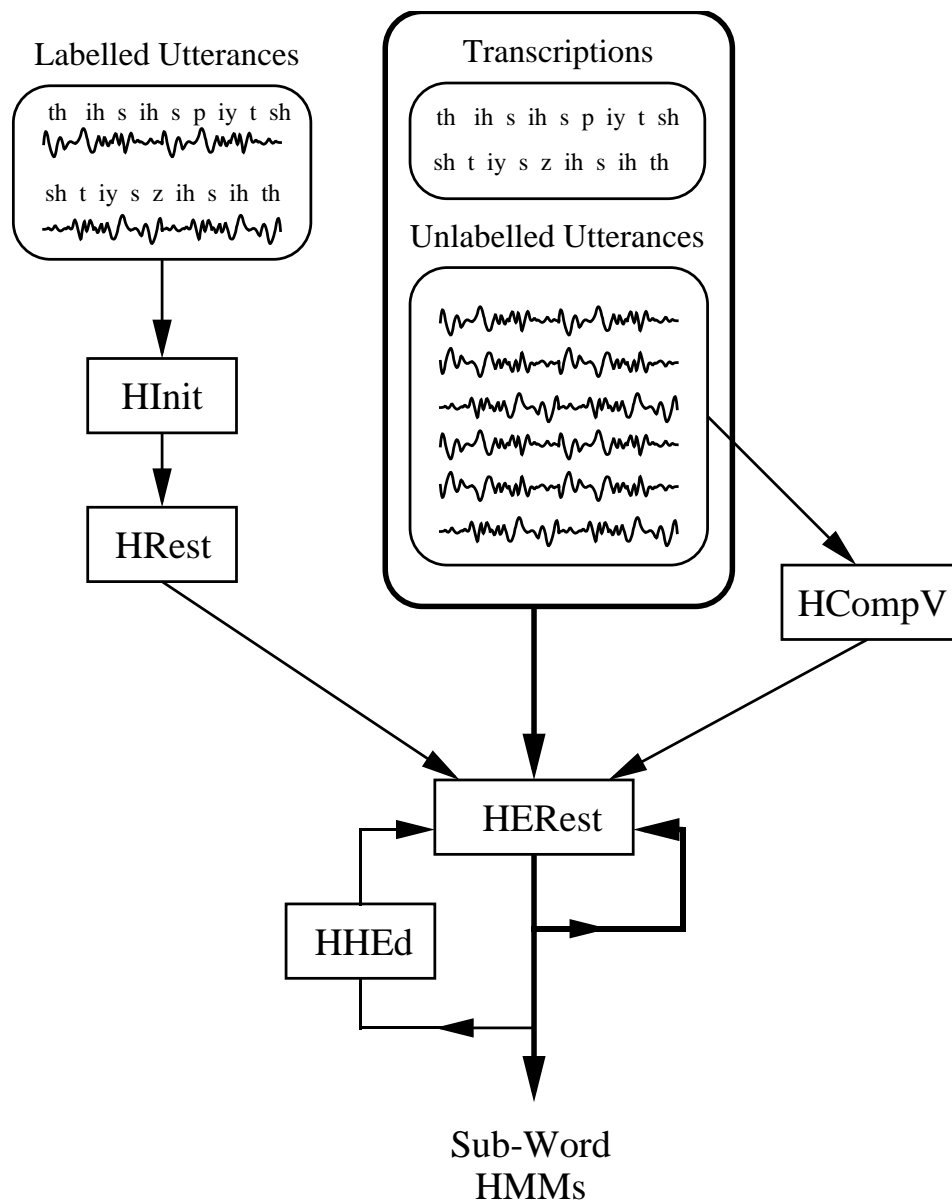 Labelled Utterances
th ih s ih s p iy t sh
sh t iy s z ih s ih th
Transcriptions
th ih s ih s p iy t sh
sh t iy s z ih s ih th
Unlabelled Utterances
HInit
HRest
HCompV
HERest
HHEd
Sub-Word
HMMs